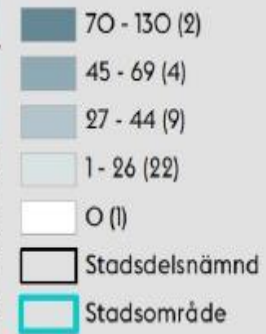 70 - 130 (2)
45 - 69 (4)
27 - 44 (9)
1 - 26 (22)
0 (1)
Stadsdelsnämnd
Stadsområde